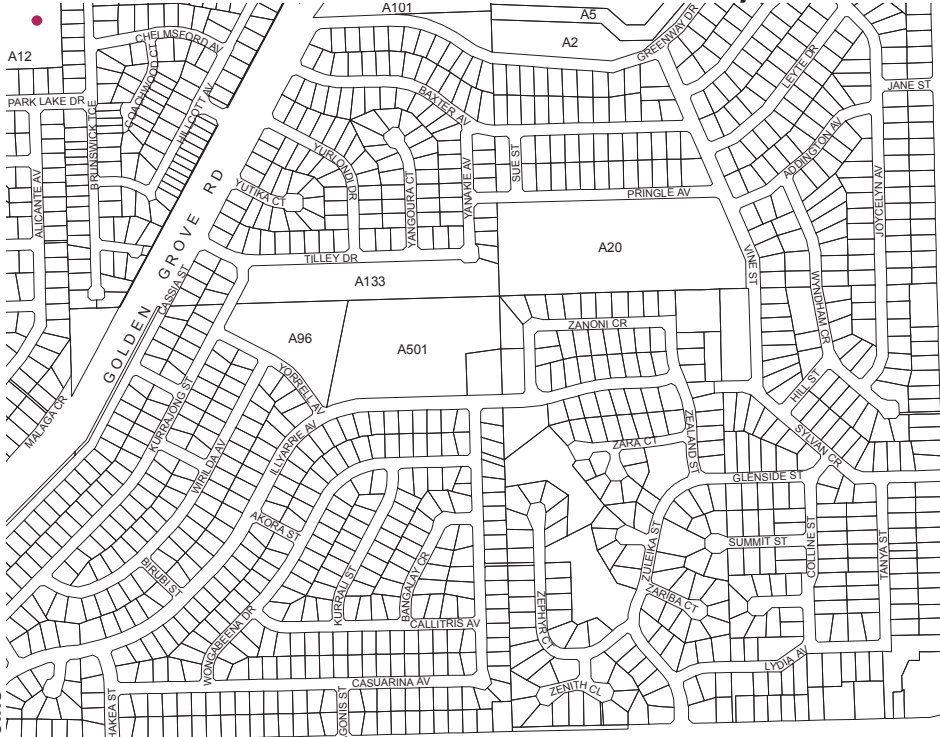 A101
A5
A2
GREENWAY DR
CHELMSFORD AV
A12
COACHWOOD CT
LEYTE DR
JANE ST
PARK LAKE DR
BAXTER AV
HILLCOTT AV
BRUNSWICK TCE
ADDINGTON AV
SUE ST
YURLONDI DR
YUTIKA CT
YANGOURA CT
YANAKIE AV
PRINGLE AV
ALICANTE AV
JOYCELYN AV
GOLDEN GROVE RD
A20
VINE ST
TILLEY DR
CASSIA ST
A133
WYNDHAM CR
ZANONI CR
A96
A501
YORRELL AV
HILL ST
MALAGA CR
KURRAJONG ST
ILLYARRIE AV
WIRILDA AV
ZARA CT
ZEALAND ST
SYLVAN CR
GLENSIDE ST
AKORA ST
SUMMIT ST
COLLINE ST
TANYA ST
ZULEIKA ST
BIRUBI ST
KURRAU ST
BANGALAY CR
ZARIBA CT
ZEPHYR CT
WONGABEENA DR
CALLITRIS AV
LYDIA AV
CASUARINA AV
ZENITH CL
HAKEA ST
GONIS ST